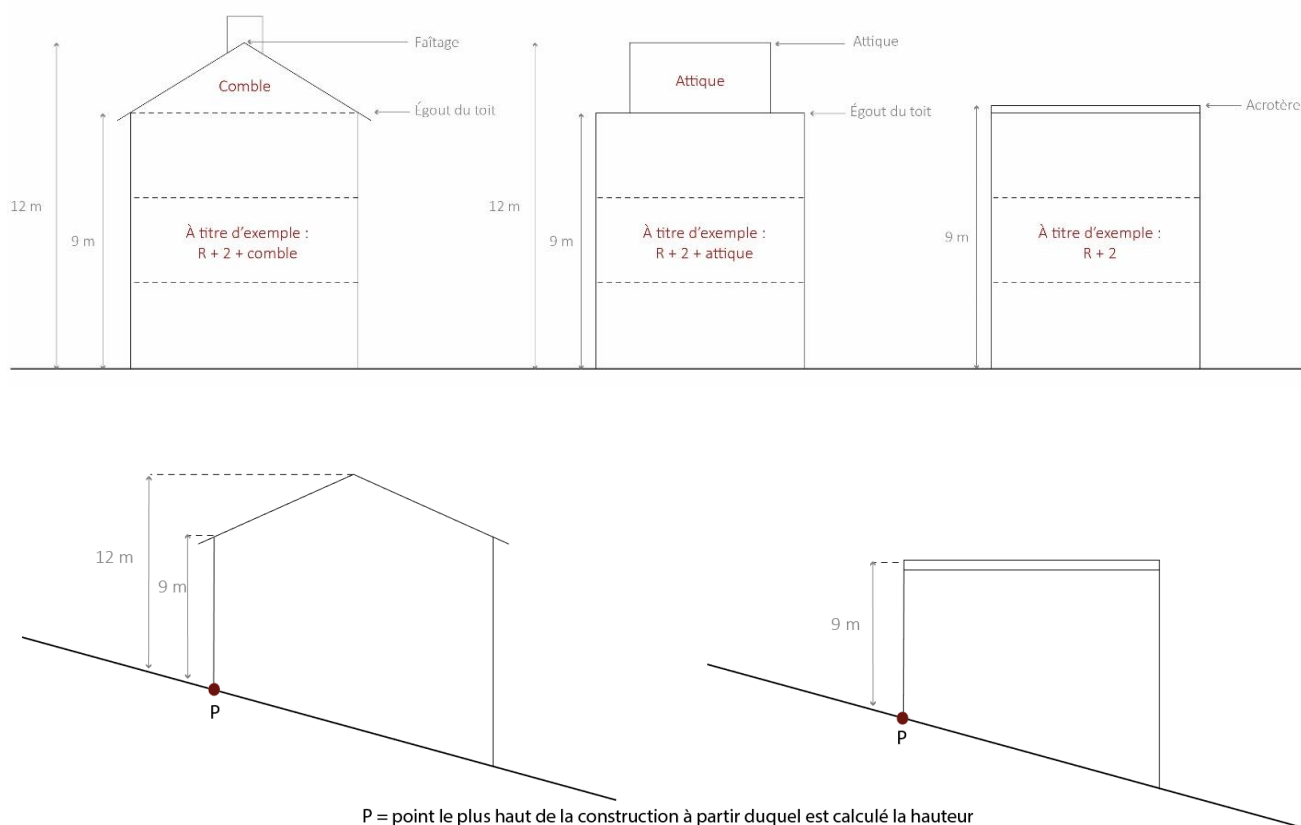 Faîtage
Comble
Égout du toit
12 m
9 m
À titre d'exemple :
R + 2 + comble
Attique
Attique
Égout du toit
12 m
9 m
À titre d'exemple :
R + 2 + attique
Acrotère
9 m
À titre d'exemple :
R + 2
12 m
9 m
P
9 m
P
P = point le plus haut de la construction à partir duquel est calculé la hauteur